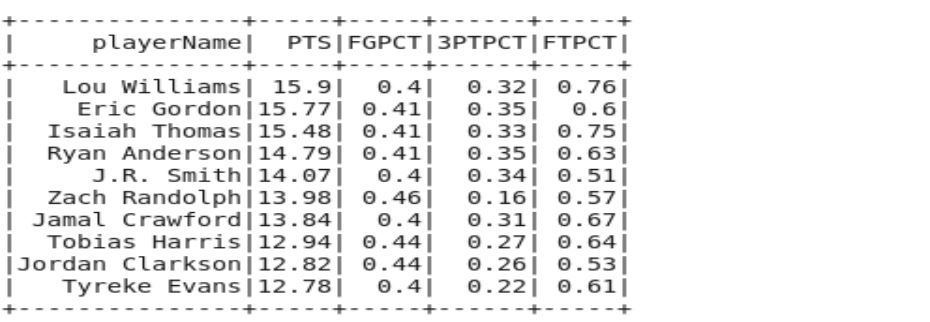 +---------------+-----+-----+------+-----+
|     playerName|  PTS|FGPCT|3PTPCT|FTPCT|
+---------------+-----+-----+------+-----+
|   Lou Williams| 15.9|  0.4|  0.32| 0.76|
|    Eric Gordon|15.77| 0.41|  0.35|  0.6|
|  Isaiah Thomas|15.48| 0.41|  0.33| 0.75|
|  Ryan Anderson|14.79| 0.41|  0.35| 0.63|
|     J.R. Smith|14.07|  0.4|  0.34| 0.51|
|  Zach Randolph|13.98| 0.46|  0.16| 0.57|
| Jamal Crawford|13.84|  0.4|  0.31| 0.67|
|  Tobias Harris|12.94| 0.44|  0.27| 0.64|
|Jordan Clarkson|12.82| 0.44|  0.26| 0.53|
|   Tyreke Evans|12.78|  0.4|  0.22| 0.61|
+---------------+-----+-----+------+-----+